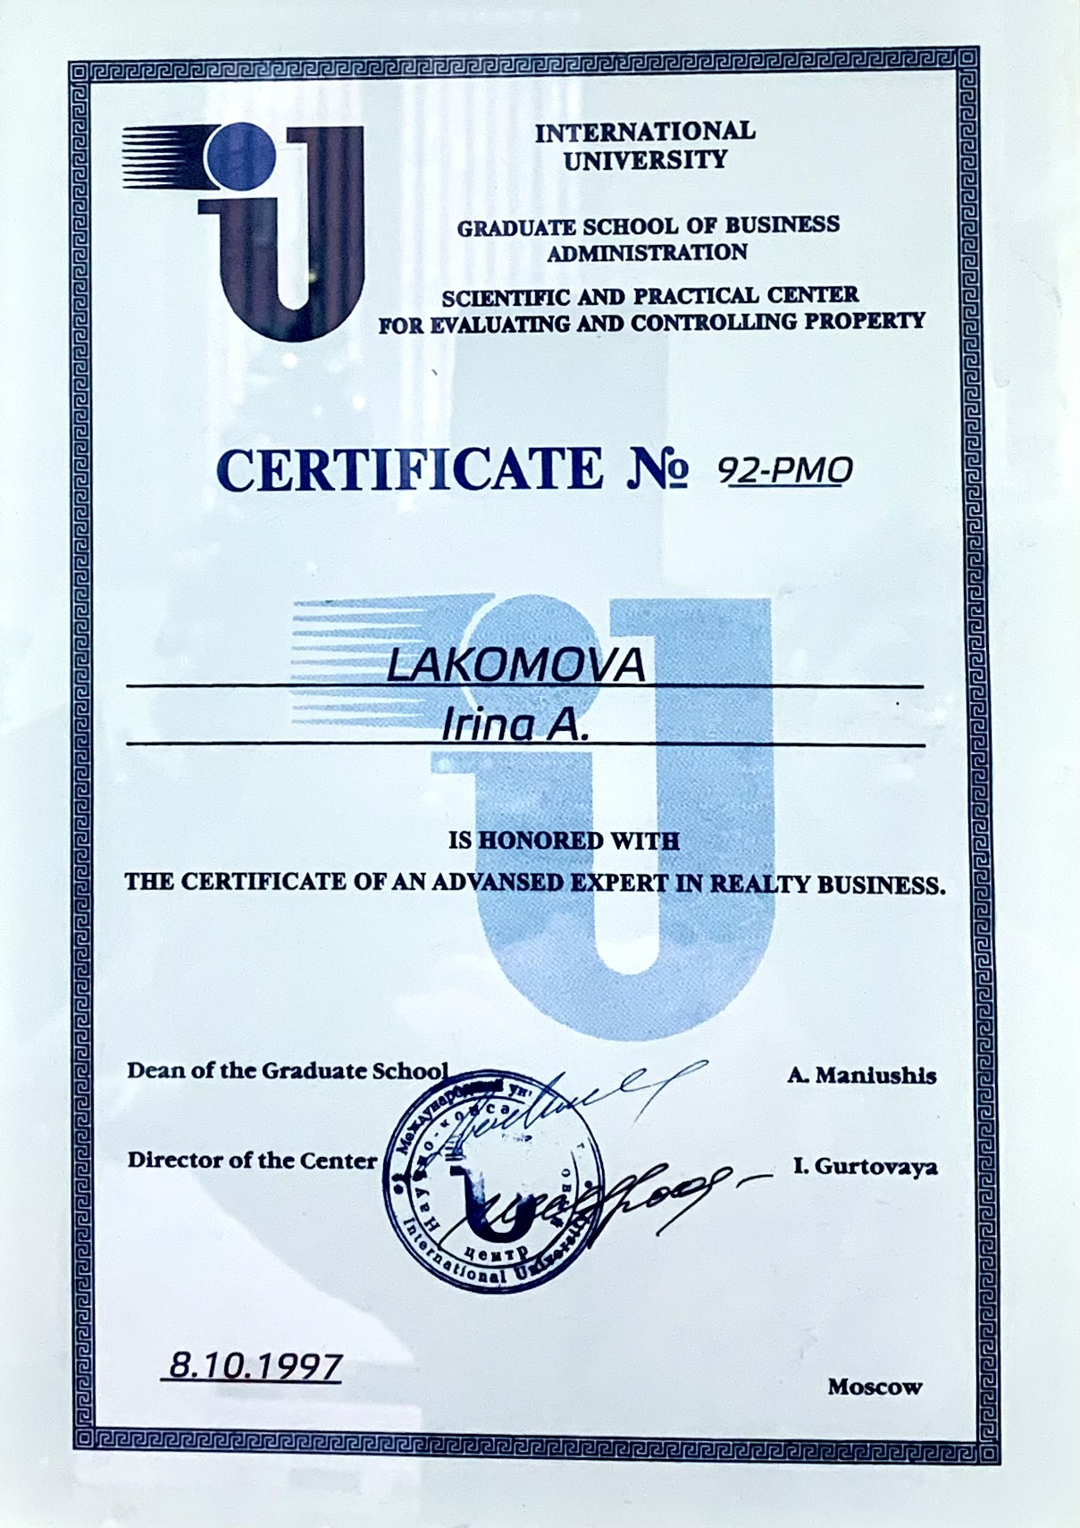 INTERNATIONAL
UNIVERSITY
GRADUATE SCHOOL OF BUSINESS
ADMINISTRATION
SCIENTIFIC AND PRACTICAL CENTER
FOR EVALUATING AND CONTROLLING PROPERTY
CERTIFICATE № 92-PMO
LAKOMOVA
Irina A.
IS HONORED WITH
THE CERTIFICATE OF AN ADVANSED EXPERT IN REALTY BUSINESS.
Dean of the Graduate School
A. Maniushis
Director of the Center
I. Gurtovaya
центр
International University
8.10.1997
Moscow